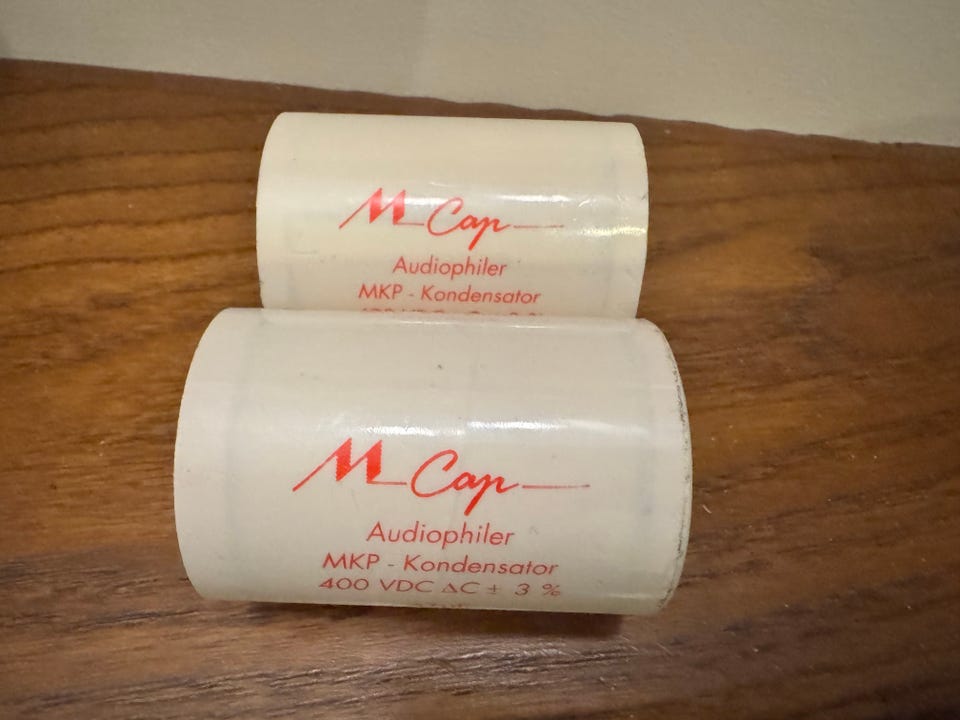 M Cap
Audiophiler
MKP - Kondensator
M Cap
Audiophiler
MKP - Kondensator
400 VDC ΔC ± 3 %